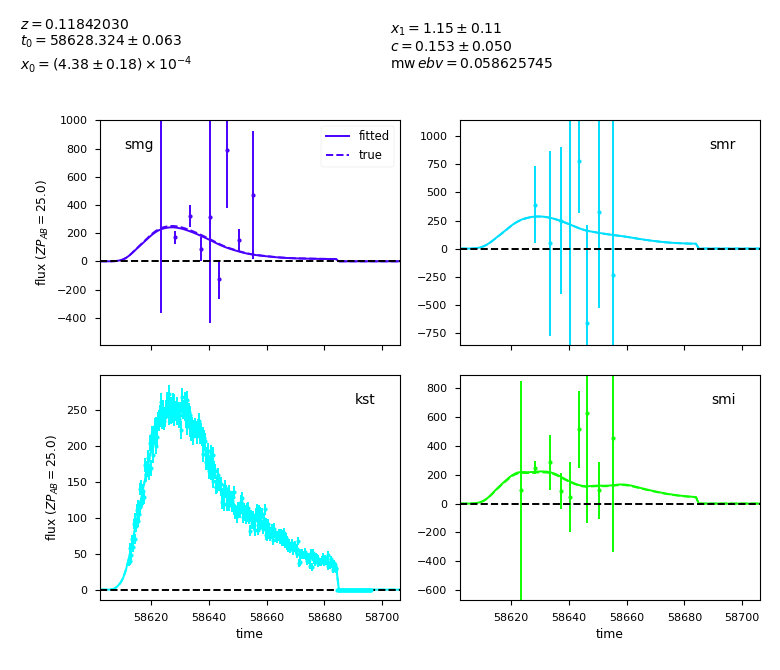 z = 0.11842030
t₀ = 58628.324 ± 0.063
x₀ = (4.38 ± 0.18) × 10⁻⁴
x₁ = 1.15 ± 0.11
c = 0.153 ± 0.050
mw ebv = 0.058625745
smg
fitted
true
1000
800
600
400
200
0
−200
−400
flux (ZP_AB = 25.0)
smr
1000
750
500
250
0
−250
−500
−750
kst
250
200
150
100
50
0
flux (ZP_AB = 25.0)
58620 58640 58660 58680 58700
time
smi
800
600
400
200
0
−200
−400
−600
58620 58640 58660 58680 58700
time